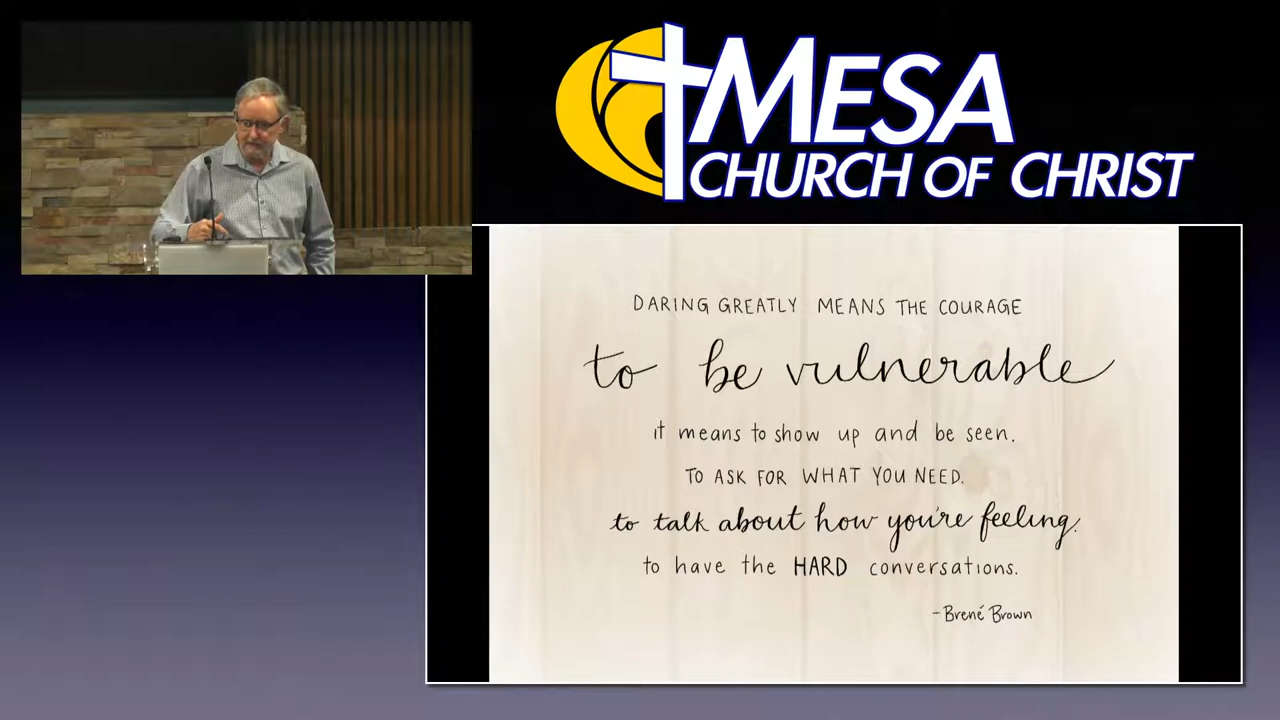 MESA
CHURCH OF CHRIST
DARING GREATLY MEANS THE COURAGE
to be vulnerable
it means to show up and be seen.
TO ASK FOR WHAT YOU NEED.
to talk about how you're feeling.
to have the HARD conversations.
-Brené Brown